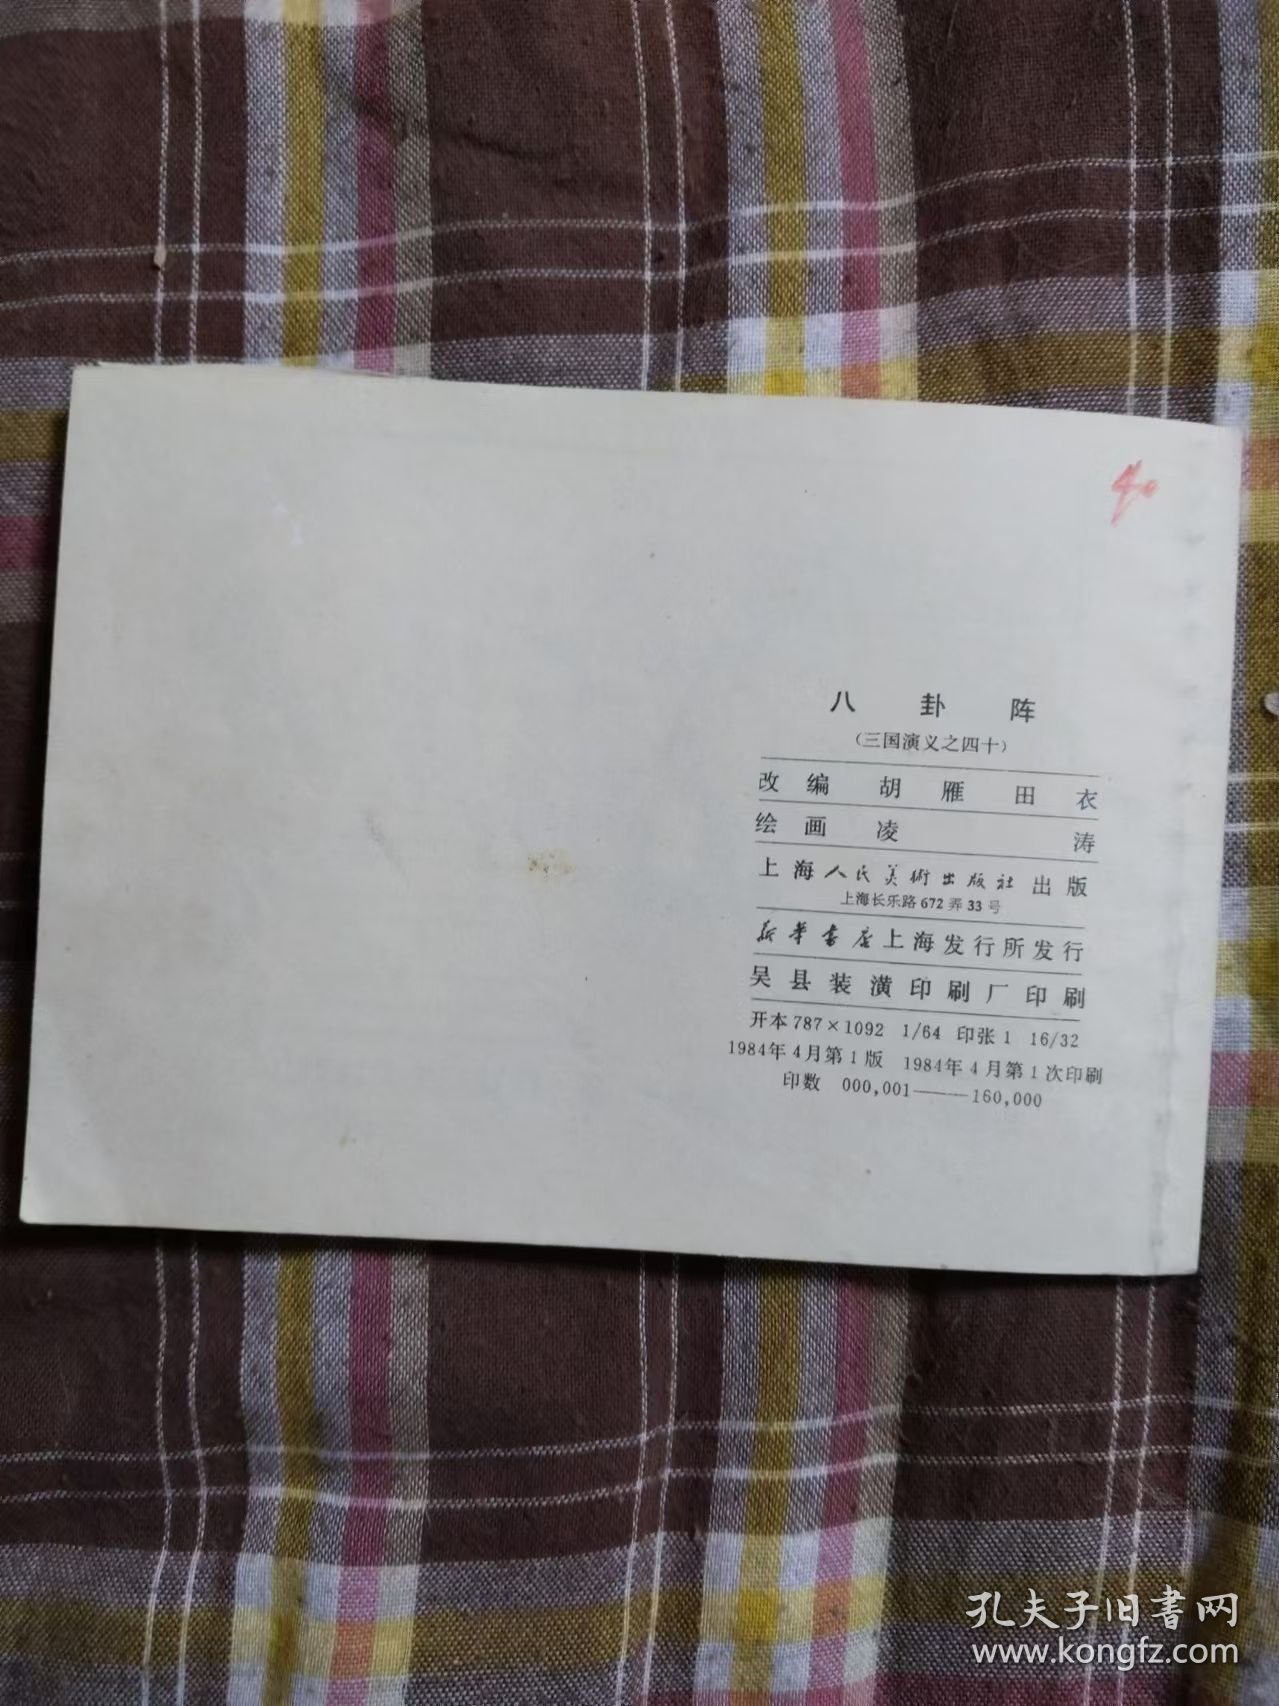 40
八卦阵
（三国演义之四十）
改编 胡雁 田衣
绘画 凌涛
上海人民美術出版社出版
上海长乐路672弄33号
新华書店上海发行所发行
吴县装潢印刷厂印刷
开本 787×1092 1/64 印张 1 16/32
1984年4月第1版 1984年4月第1次印刷
印数 000,001——160,000
孔夫子旧書网
www.kongfz.com